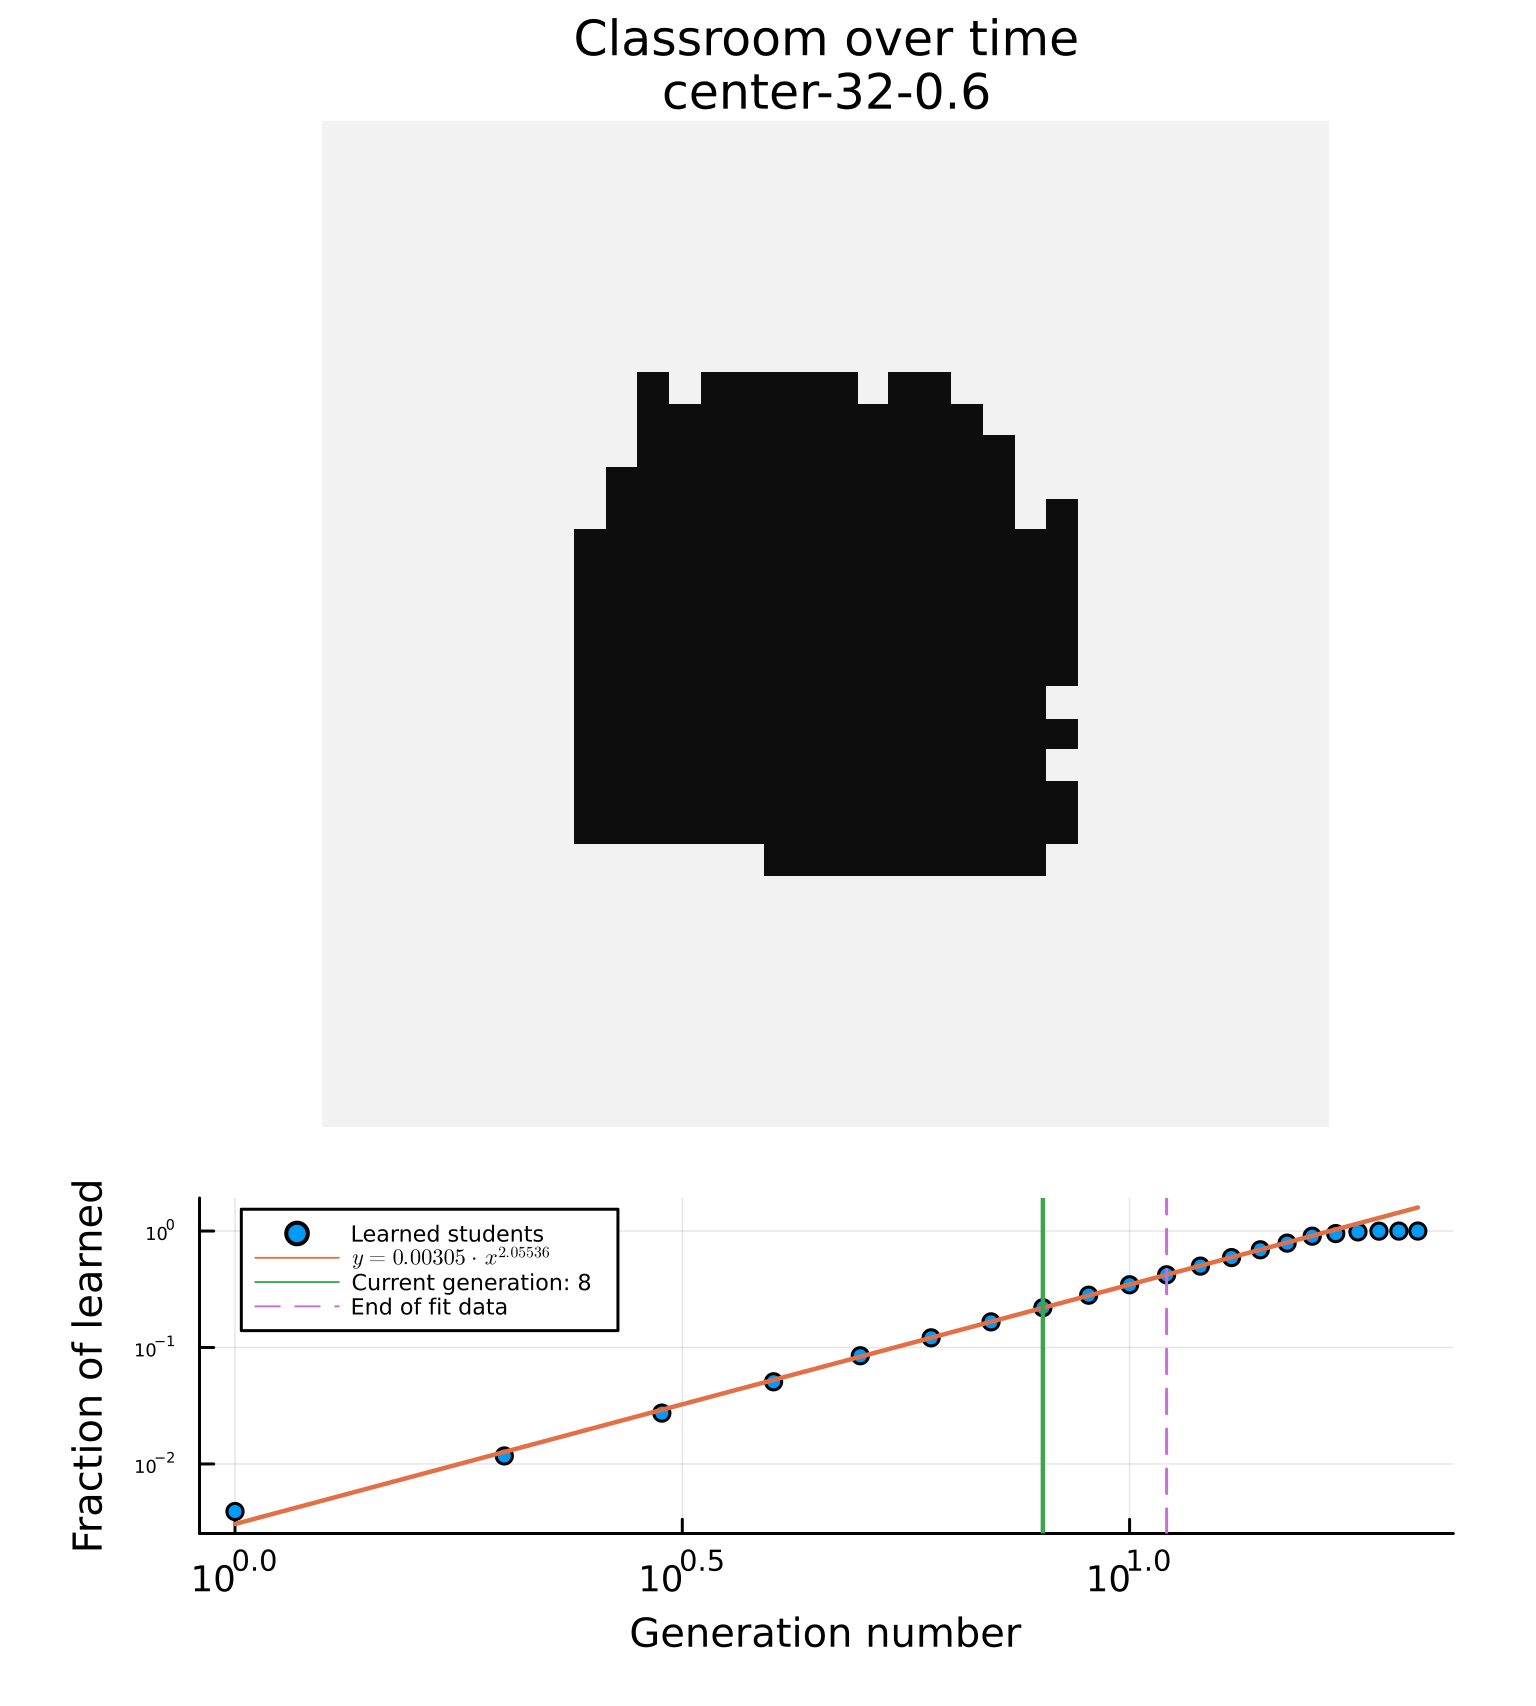 Classroom over time
center-32-0.6
Fraction of learned
10^0
10^-1
10^-2
Learned students
y = 0.00305 · x^2.05536
Current generation: 8
End of fit data
10^0.0
10^0.5
10^1.0
Generation number